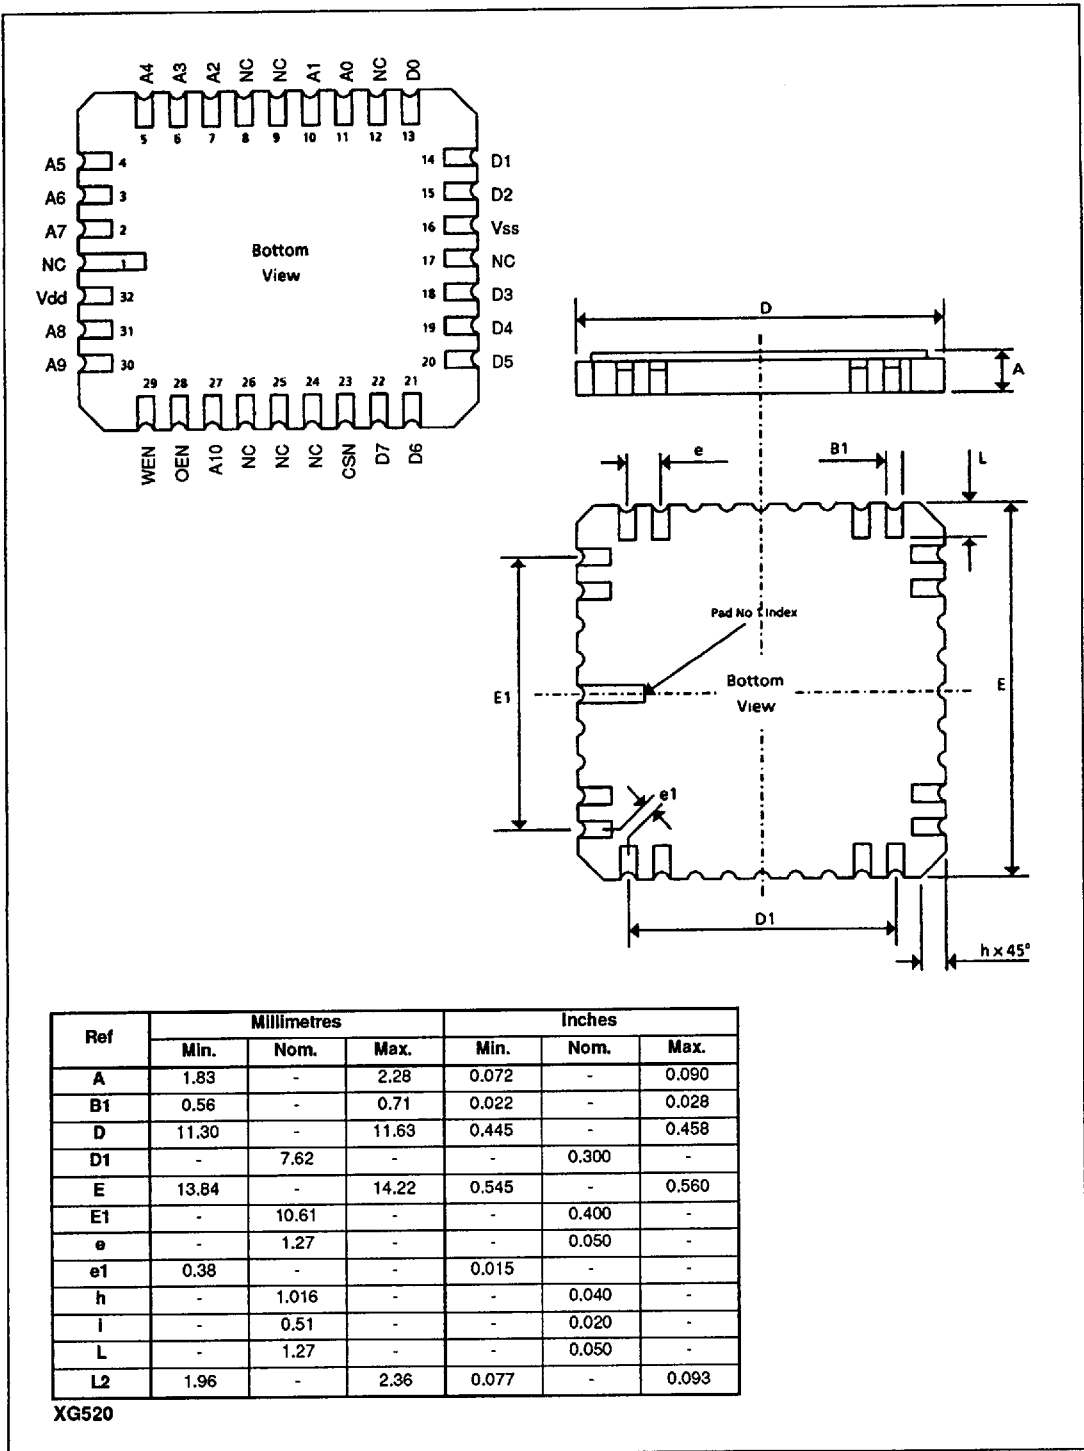 A4 A3 A2 NC NC A1 A0 NC D0
5 6 7 8 9 10 11 12 13
A5 4 14 D1
A6 3 15 D2
A7 2 16 Vss
NC 1 17 NC
Vdd 32 18 D3
A8 31 19 D4
A9 30 20 D5
Bottom
View
29 28 27 26 25 24 23 22 21
WEN OEN A10 NC NC NC CSN D7 D6
D
A
e
B1
L
E1
Pad No 1 Index
Bottom
View
E
e1
D1
h x 45°
Ref Millimetres Inches
Min. Nom. Max. Min. Nom. Max.
A 1.83 - 2.28 0.072 - 0.090
B1 0.56 - 0.71 0.022 - 0.028
D 11.30 - 11.63 0.445 - 0.458
D1 - 7.62 - - 0.300 -
E 13.84 - 14.22 0.545 - 0.560
E1 - 10.61 - - 0.400 -
e - 1.27 - - 0.050 -
e1 0.38 - - 0.015 - -
h - 1.016 - - 0.040 -
i - 0.51 - - 0.020 -
L - 1.27 - - 0.050 -
L2 1.96 - 2.36 0.077 - 0.093
XG520